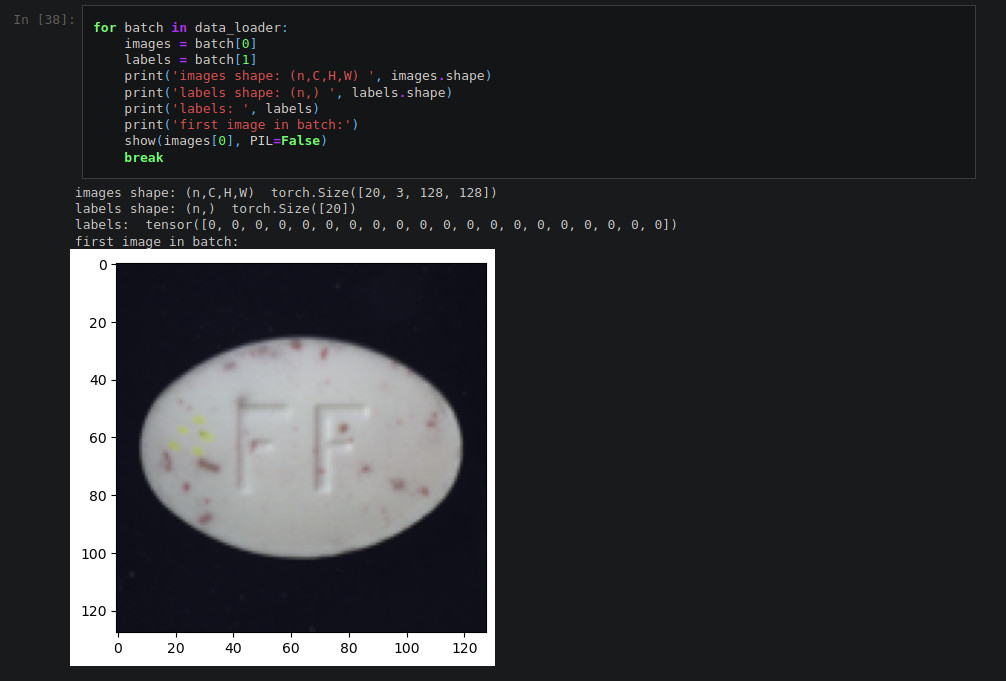 In [38]:
for batch in data_loader:
    images = batch[0]
    labels = batch[1]
    print('images shape: (n,C,H,W) ', images.shape)
    print('labels shape: (n,) ', labels.shape)
    print('labels: ', labels)
    print('first image in batch:')
    show(images[0], PIL=False)
    break
images shape: (n,C,H,W)  torch.Size([20, 3, 128, 128])
labels shape: (n,)  torch.Size([20])
labels:  tensor([0, 0, 0, 0, 0, 0, 0, 0, 0, 0, 0, 0, 0, 0, 0, 0, 0, 0, 0, 0])
first image in batch:
0
20
40
60
80
100
120
FF
0 20 40 60 80 100 120